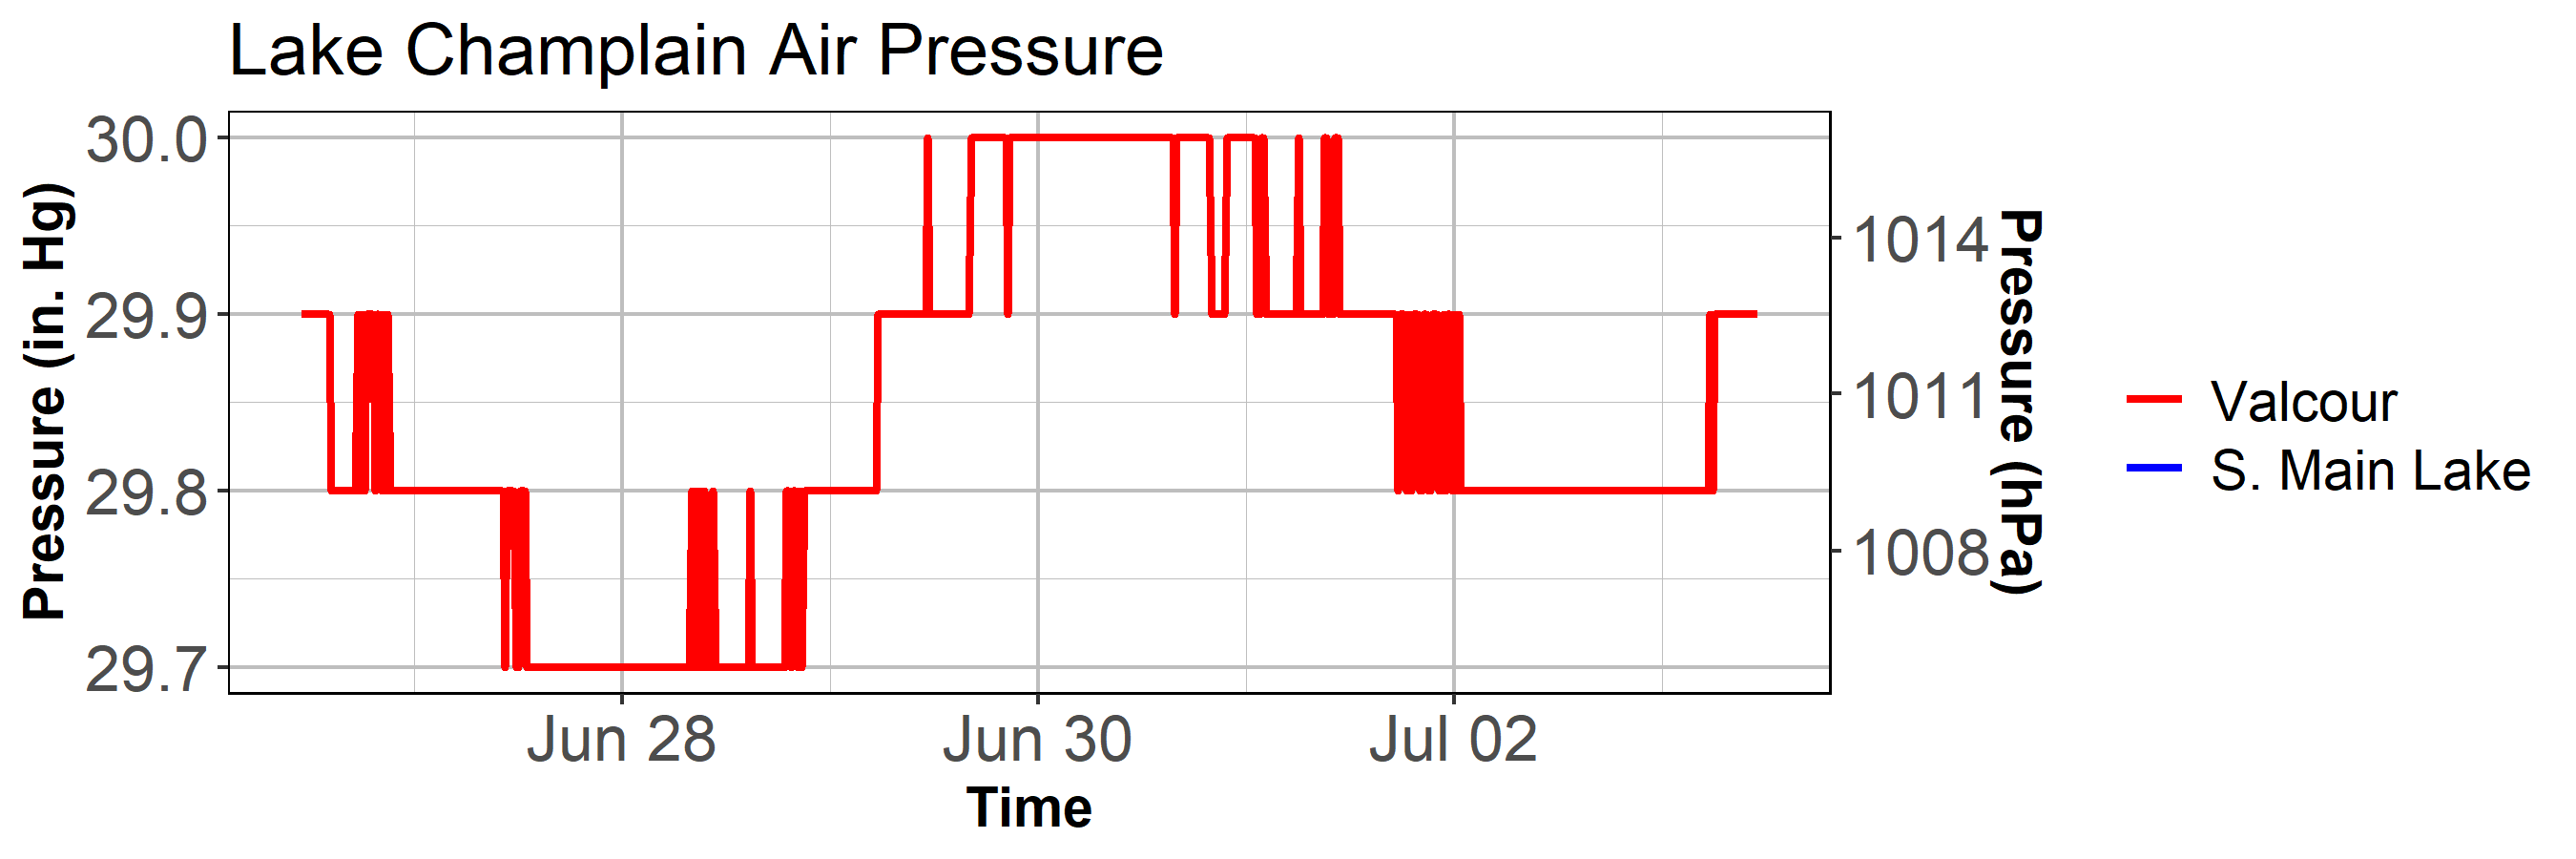 Lake Champlain Air Pressure
Pressure (in. Hg)
30.0
29.9
29.8
29.7
1014
1011
1008
Pressure (hPa)
Jun 28
Jun 30
Jul 02
Time
Valcour
S. Main Lake